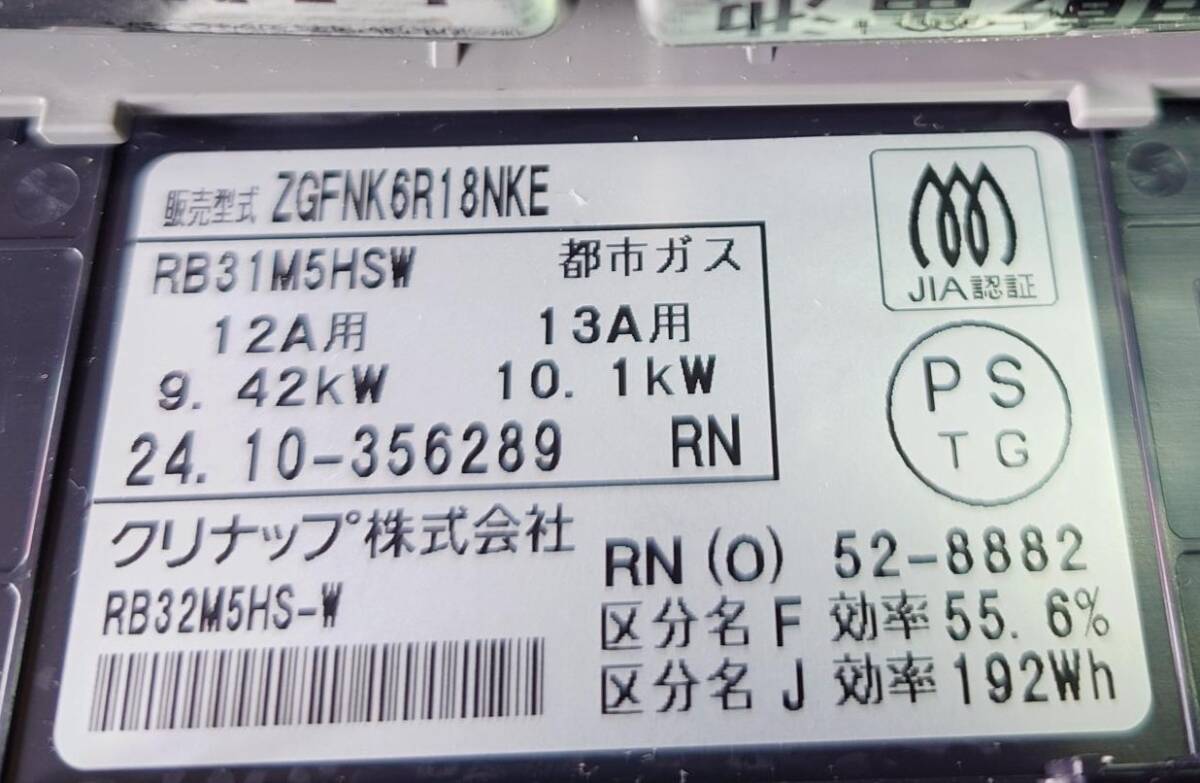 販売型式 ZGFNK6R18NKE
RB31M5HSW 都市ガス
12A用 13A用
9.42kW 10.1kW
24.10-356289 RN
JIA認証
PS
TG
クリナップ株式会社
RB32M5HS-W
RN(O) 52-8882
区分名 F 効率 55.6%
区分名 J 効率 192Wh